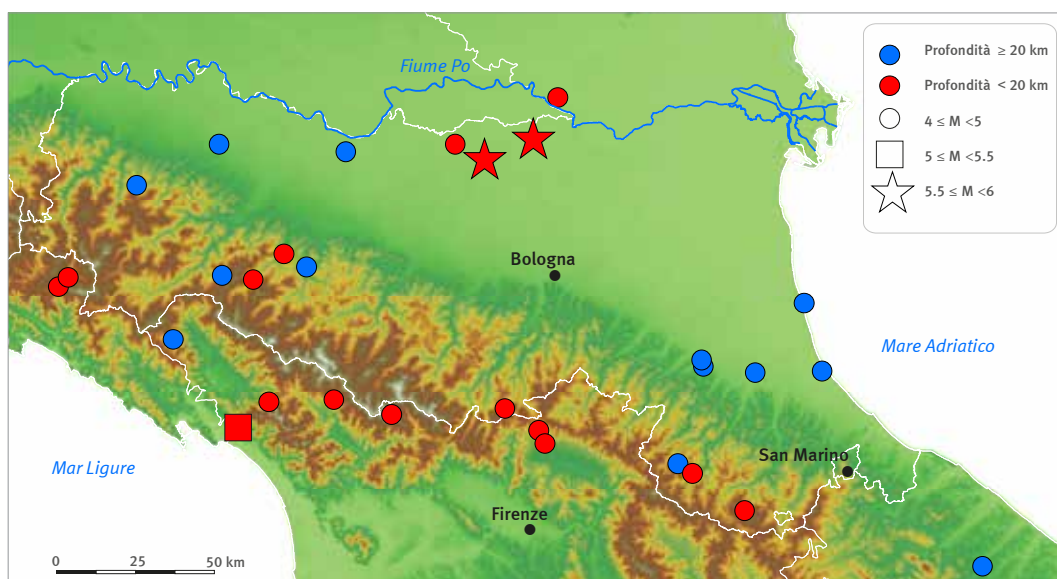 Fiume Po
Profondità ≥ 20 km
Profondità < 20 km
4 ≤ M <5
5 ≤ M <5.5
5.5 ≤ M <6
Bologna
Mare Adriatico
Mar Ligure
San Marino
Firenze
0 25 50 km